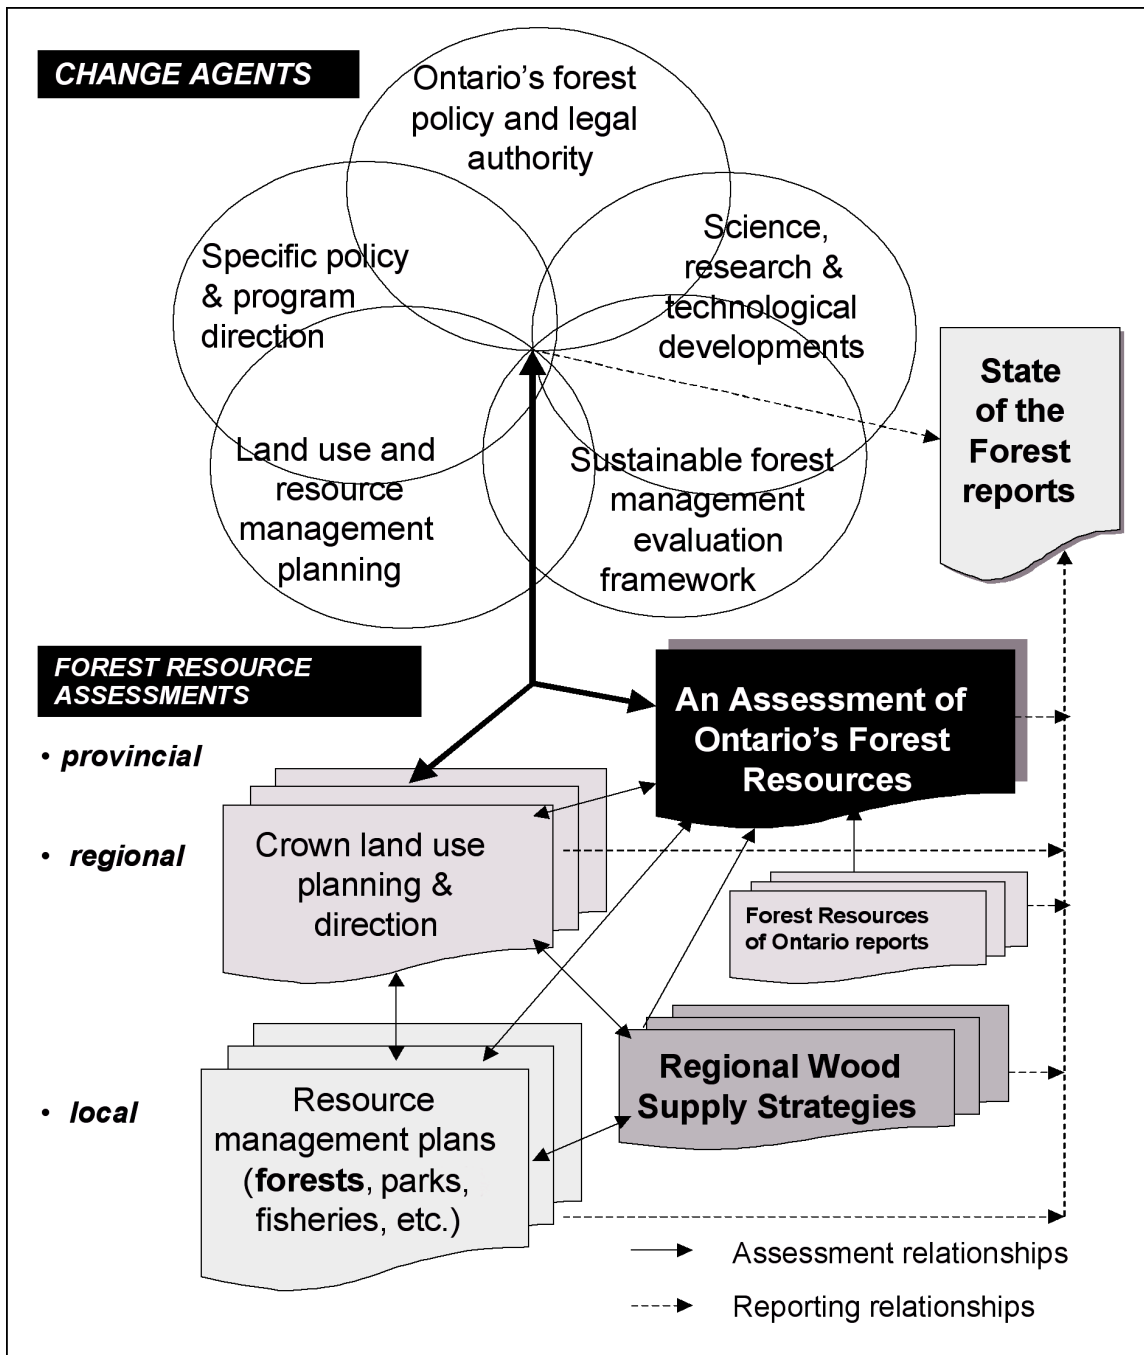 CHANGE AGENTS
Ontario's forest
policy and legal
authority
Specific policy
& program
direction
Science,
research &
technological
developments
State
of the
Forest
reports
Land use and
resource
management
planning
Sustainable forest
management
evaluation
framework
FOREST RESOURCE
ASSESSMENTS
An Assessment of
Ontario's Forest
Resources
• provincial
• regional
Crown land use
planning &
direction
Forest Resources
of Ontario reports
• local
Resource
management plans
(forests, parks,
fisheries, etc.)
Regional Wood
Supply Strategies
Assessment relationships
Reporting relationships